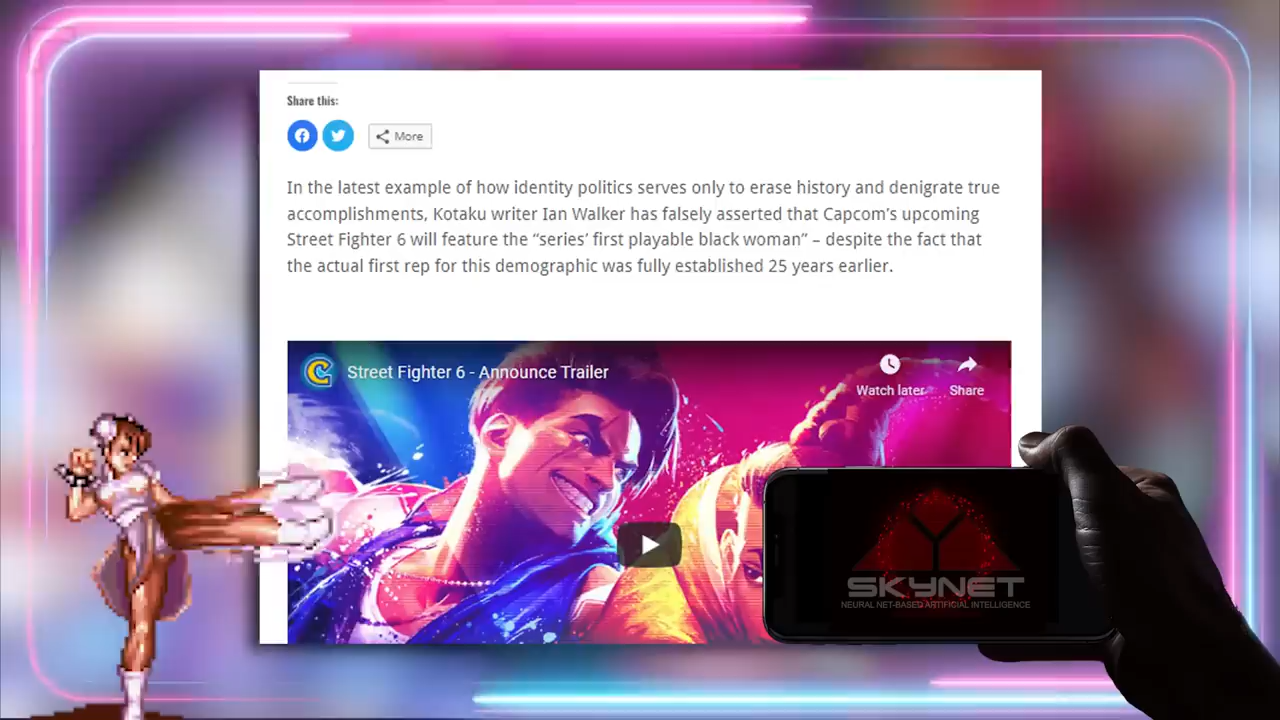 Share this:
More
In the latest example of how identity politics serves only to erase history and denigrate true
accomplishments, Kotaku writer Ian Walker has falsely asserted that Capcom’s upcoming
Street Fighter 6 will feature the “series’ first playable black woman” – despite the fact that
the actual first rep for this demographic was fully established 25 years earlier.
Street Fighter 6 - Announce Trailer
Watch later
Share
SKYNET
NEURAL NET-BASED ARTIFICIAL INTELLIGENCE